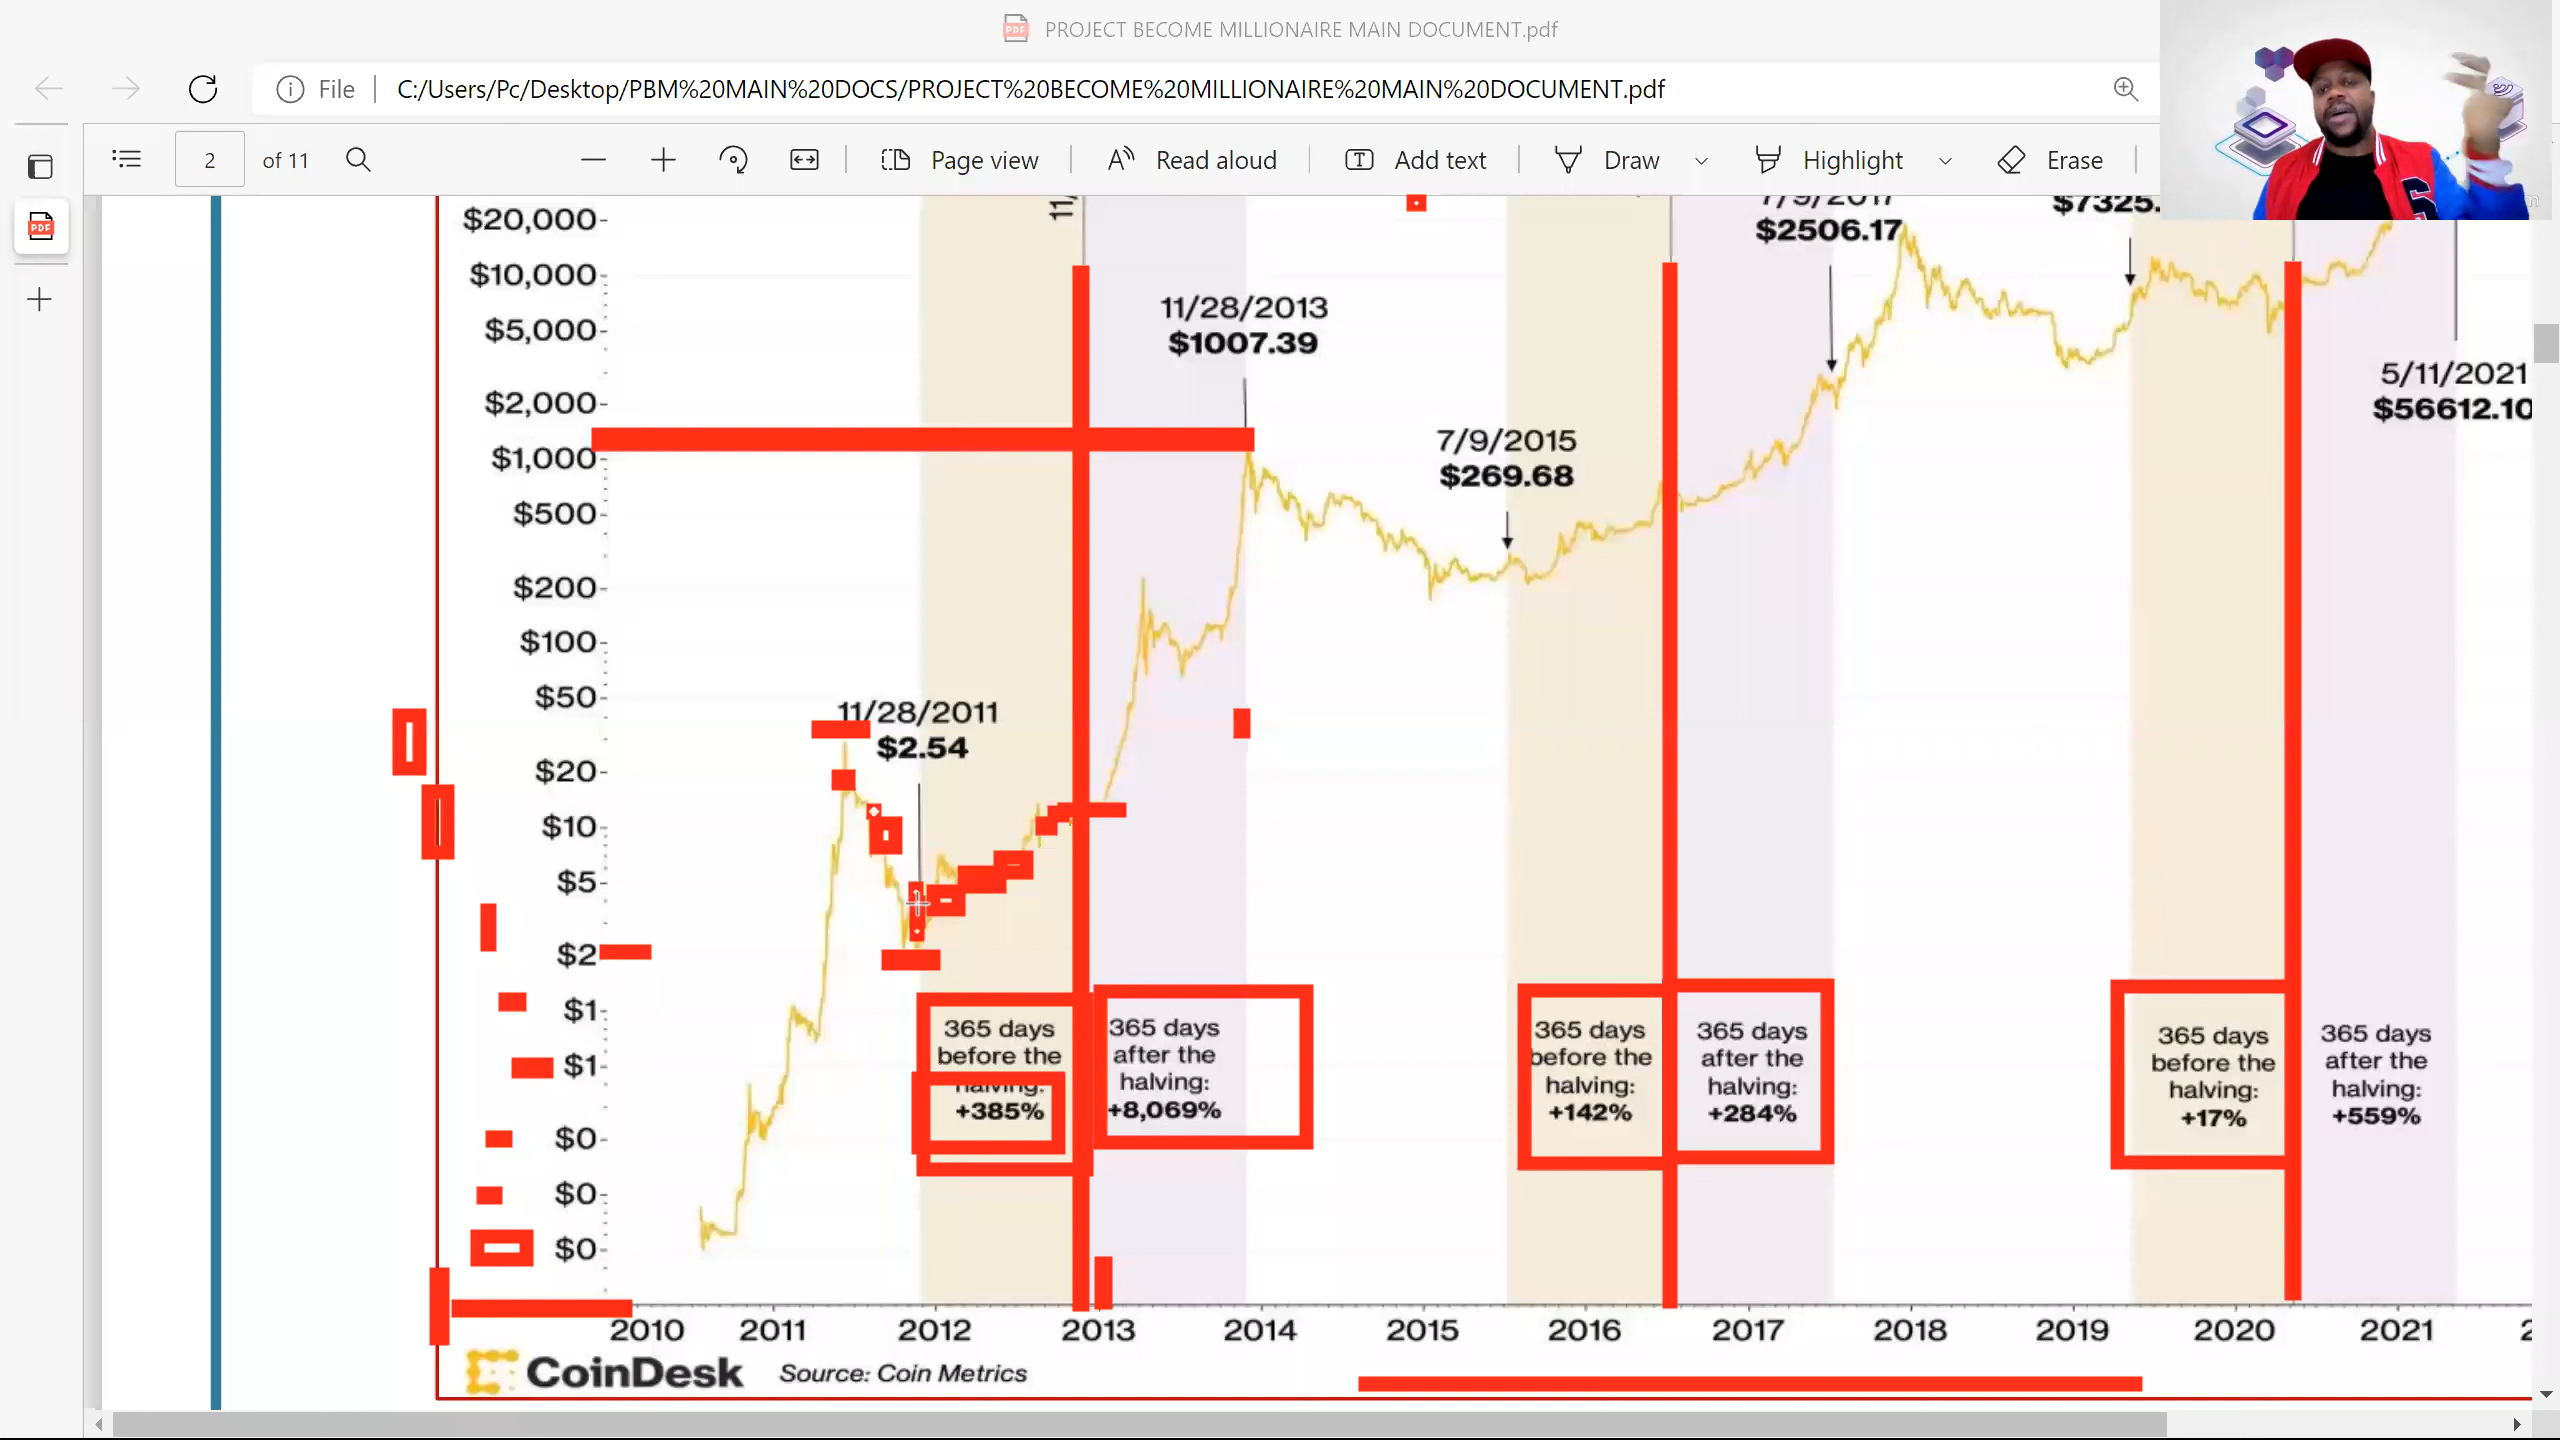 PROJECT BECOME MILLIONAIRE MAIN DOCUMENT.pdf
File
C:/Users/Pc/Desktop/PBM%20MAIN%20DOCS/PROJECT%20BECOME%20MILLIONAIRE%20MAIN%20DOCUMENT.pdf
2 of 11
Page view
Read aloud
Add text
Draw
Highlight
Erase
$20,000
$10,000
$5,000
$2,000
$1,000
$500
$200
$100
$50
$20
$10
$5
$2
$1
$1
$0
$0
$0
11/28/2011
$2.54
11/28/2013
$1007.39
7/9/2015
$269.68
7/9/2017
$2506.17
$7325.
5/11/2021
$56612.10
365 days
before the
halving:
+385%
365 days
after the
halving:
+8,069%
365 days
before the
halving:
+142%
365 days
after the
halving:
+284%
365 days
before the
halving:
+17%
365 days
after the
halving:
+559%
2010 2011 2012 2013 2014 2015 2016 2017 2018 2019 2020 2021
CoinDesk Source: Coin Metrics